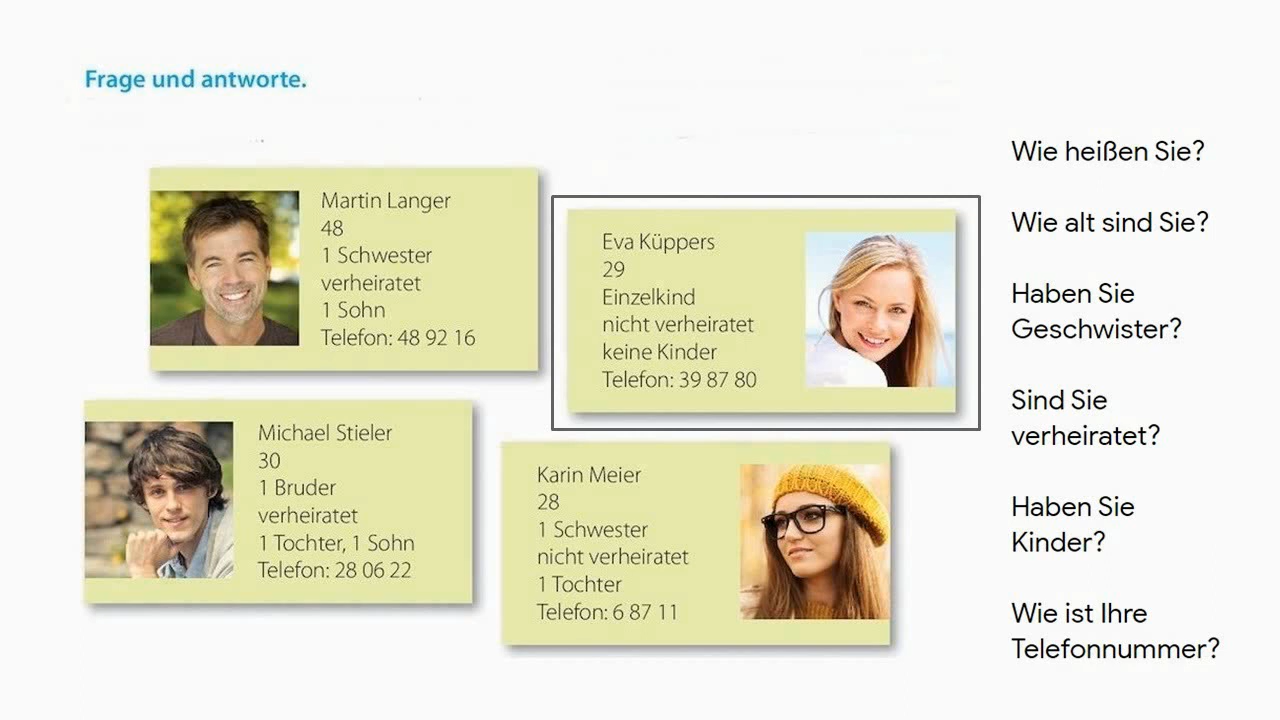 Frage und antworte.
Martin Langer
48
1 Schwester
verheiratet
1 Sohn
Telefon: 48 92 16
Eva Küppers
29
Einzelkind
nicht verheiratet
keine Kinder
Telefon: 39 87 80
Michael Stieler
30
1 Bruder
verheiratet
1 Tochter, 1 Sohn
Telefon: 28 06 22
Karin Meier
28
1 Schwester
nicht verheiratet
1 Tochter
Telefon: 6 87 11
Wie heißen Sie?
Wie alt sind Sie?
Haben Sie
Geschwister?
Sind Sie
verheiratet?
Haben Sie
Kinder?
Wie ist Ihre
Telefonnummer?